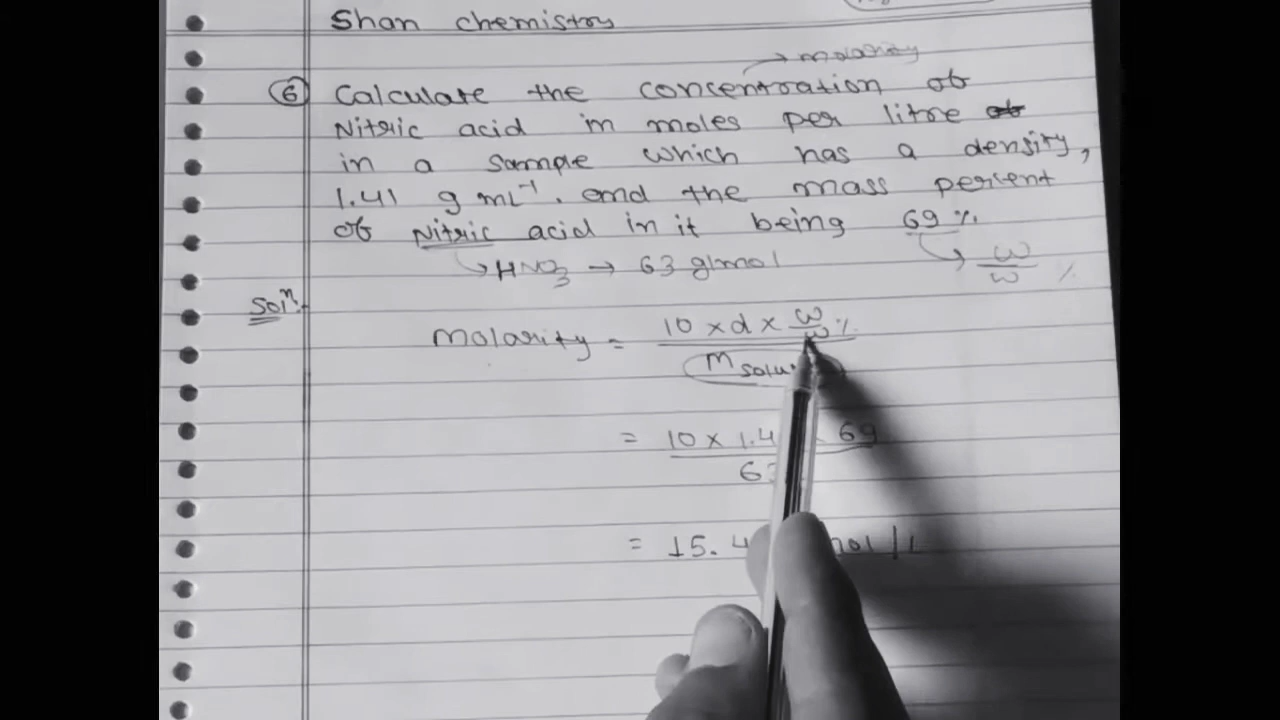 Shan chemistry
→ molarity
⑥ Calculate the concentration of
Nitric acid in moles per litre
in a sample which has a density,
1.41 g mL⁻¹. and the mass percent
of Nitric acid in it being 69%
↳ HNO₃ → 63 g/mol ↳ w/w %
Solⁿ:-
Molarity = 10 × d × w/w %
= 10 × 1.4 × 69
= 15.4 mol/L